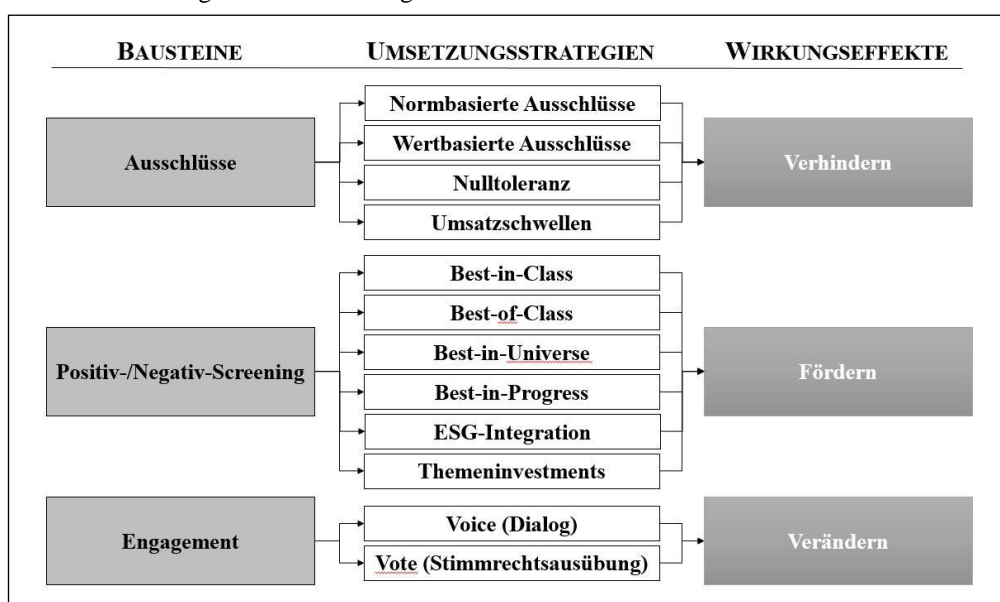 BAUSTEINE
UMSETZUNGSSTRATEGIEN
WIRKUNGSEFFEKTE
Ausschlüsse
Normbasierte Ausschlüsse
Wertbasierte Ausschlüsse
Nulltoleranz
Umsatzschwellen
Verhindern
Positiv-/Negativ-Screening
Best-in-Class
Best-of-Class
Best-in-Universe
Best-in-Progress
ESG-Integration
Themeninvestments
Fördern
Engagement
Voice (Dialog)
Vote (Stimmrechtsausübung)
Verändern